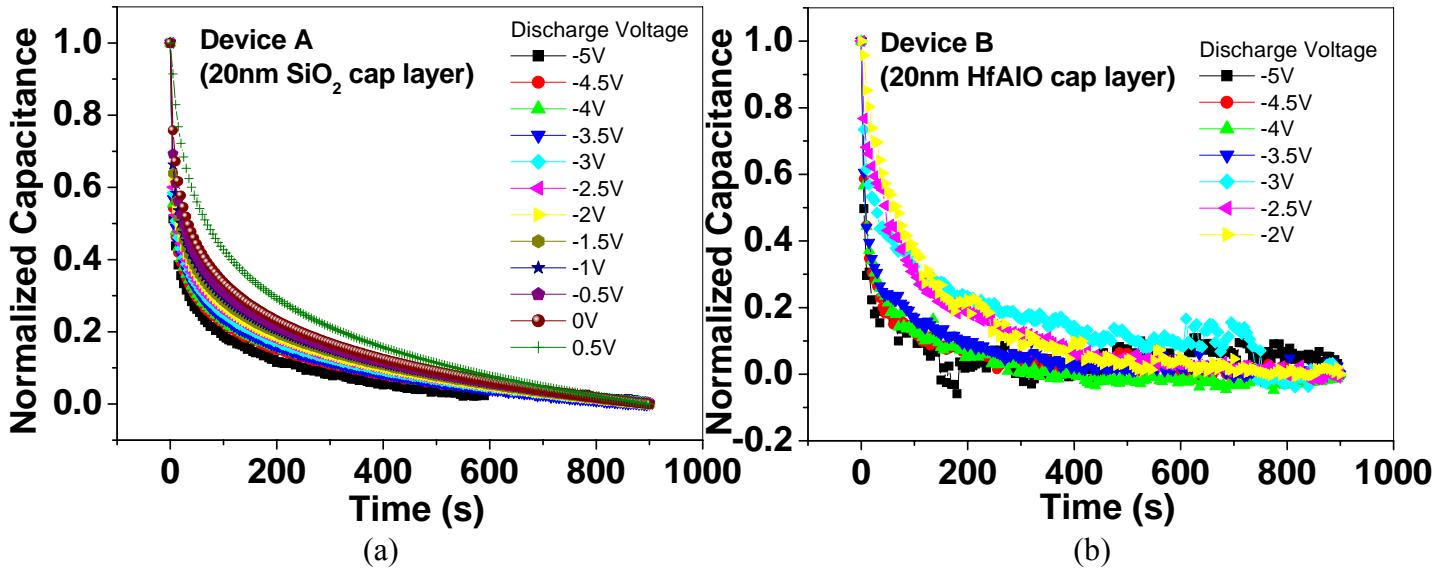 Device A
(20nm SiO₂ cap layer)
Discharge Voltage
-5V
-4.5V
-4V
-3.5V
-3V
-2.5V
-2V
-1.5V
-1V
-0.5V
0V
0.5V
1.0
0.8
0.6
0.4
0.2
0.0
Normalized Capacitance
0 200 400 600 800 1000
Time (s)
(a)
Device B
(20nm HfAlO cap layer)
Discharge Voltage
-5V
-4.5V
-4V
-3.5V
-3V
-2.5V
-2V
1.0
0.8
0.6
0.4
0.2
0.0
-0.2
Normalized Capacitance
0 200 400 600 800 1000
Time (s)
(b)